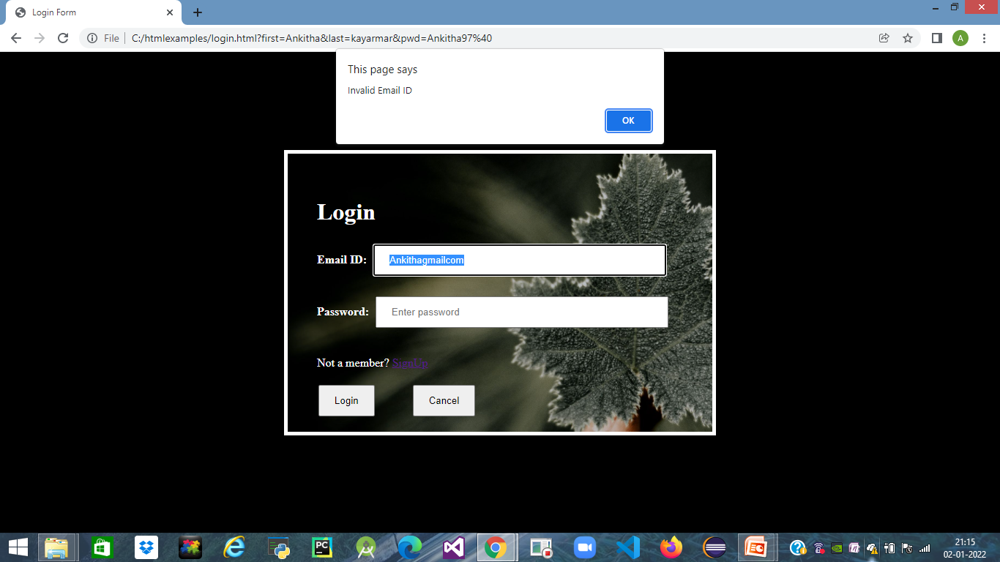 Login Form
File C:/htmlexamples/login.html?first=Ankitha&last=kayarmar&pwd=Ankitha97%40
A
This page says
Invalid Email ID
OK
Login
Email ID: Ankithagmailcom
Password: Enter password
Not a member? SignUp
Login Cancel
PC
21:15
02-01-2022